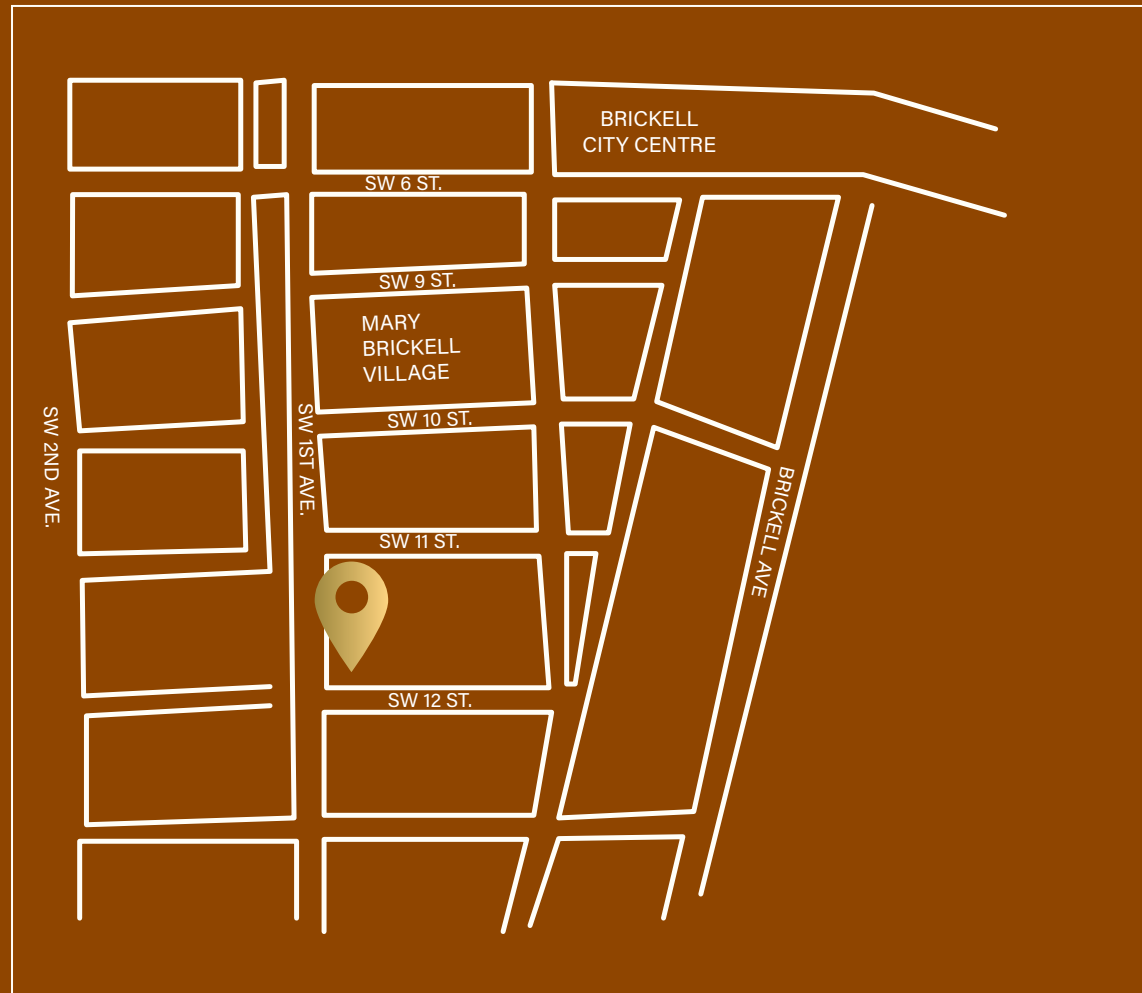 BRICKELL
CITY CENTRE
SW 6 ST.
SW 9 ST.
MARY
BRICKELL
VILLAGE
SW 2ND AVE.
SW 1ST AVE.
SW 10 ST.
BRICKELL AVE
SW 11 ST.
SW 12 ST.